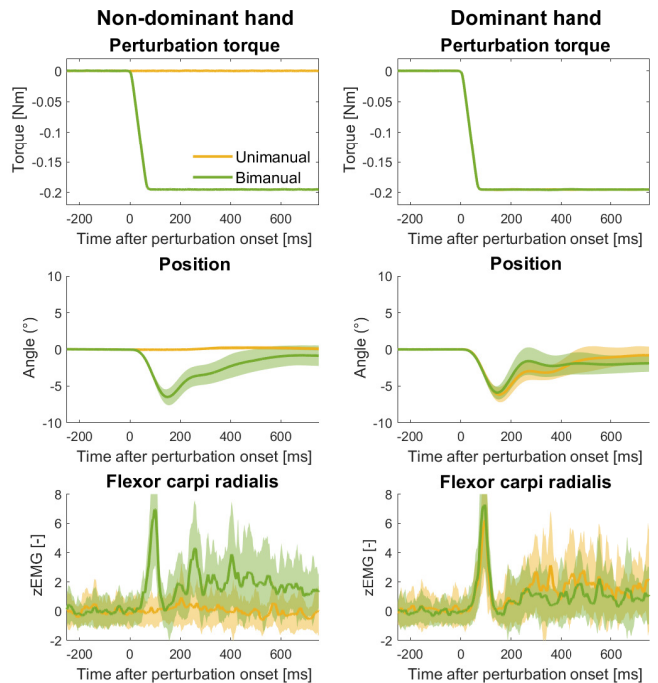 Non-dominant hand
Perturbation torque
0
-0.05
-0.1
-0.15
-0.2
Torque [Nm]
Unimanual
Bimanual
-200 0 200 400 600
Time after perturbation onset [ms]
Dominant hand
Perturbation torque
0
-0.05
-0.1
-0.15
-0.2
Torque [Nm]
-200 0 200 400 600
Time after perturbation onset [ms]
Position
10
5
0
-5
-10
Angle (°)
-200 0 200 400 600
Time after perturbation onset [ms]
Position
10
5
0
-5
-10
Angle (°)
-200 0 200 400 600
Time after perturbation onset [ms]
Flexor carpi radialis
8
6
4
2
0
-2
zEMG [-]
-200 0 200 400 600
Time after perturbation onset [ms]
Flexor carpi radialis
8
6
4
2
0
-2
zEMG [-]
-200 0 200 400 600
Time after perturbation onset [ms]